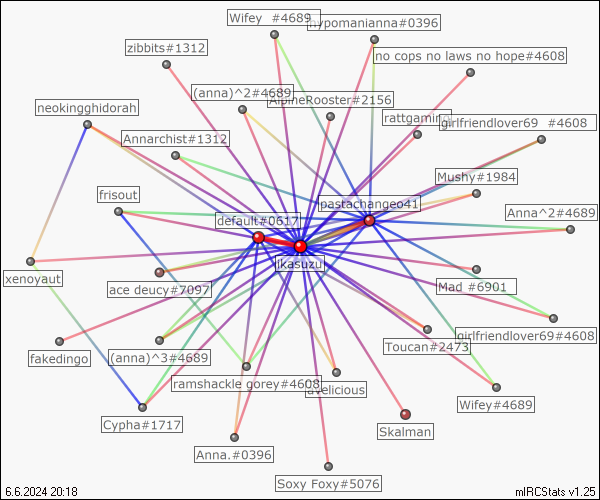 Wifey  #4689
hypomanianna#0396
zibbits#1312
no cops no laws no hope#4608
(anna)^2#4689
AlpineRooster#2156
neokingghidorah
rattgaming
girlfriendlover69  #4608
Annarchist#1312
Mushy#1984
frisout
pastachangeo41
Anna^2#4689
default#0617
ikasuzu
xenoyaut
ace deucy#7097
Mad  #6901
girlfriendlover69#4608
Toucan#2473
fakedingo
(anna)^3#4689
ramshackle gorey#4608
avelicious
Wifey#4689
Cypha#1717
Skalman
Anna.#0396
Soxy Foxy#5076
6.6.2024 20:18
mIRCStats v1.25